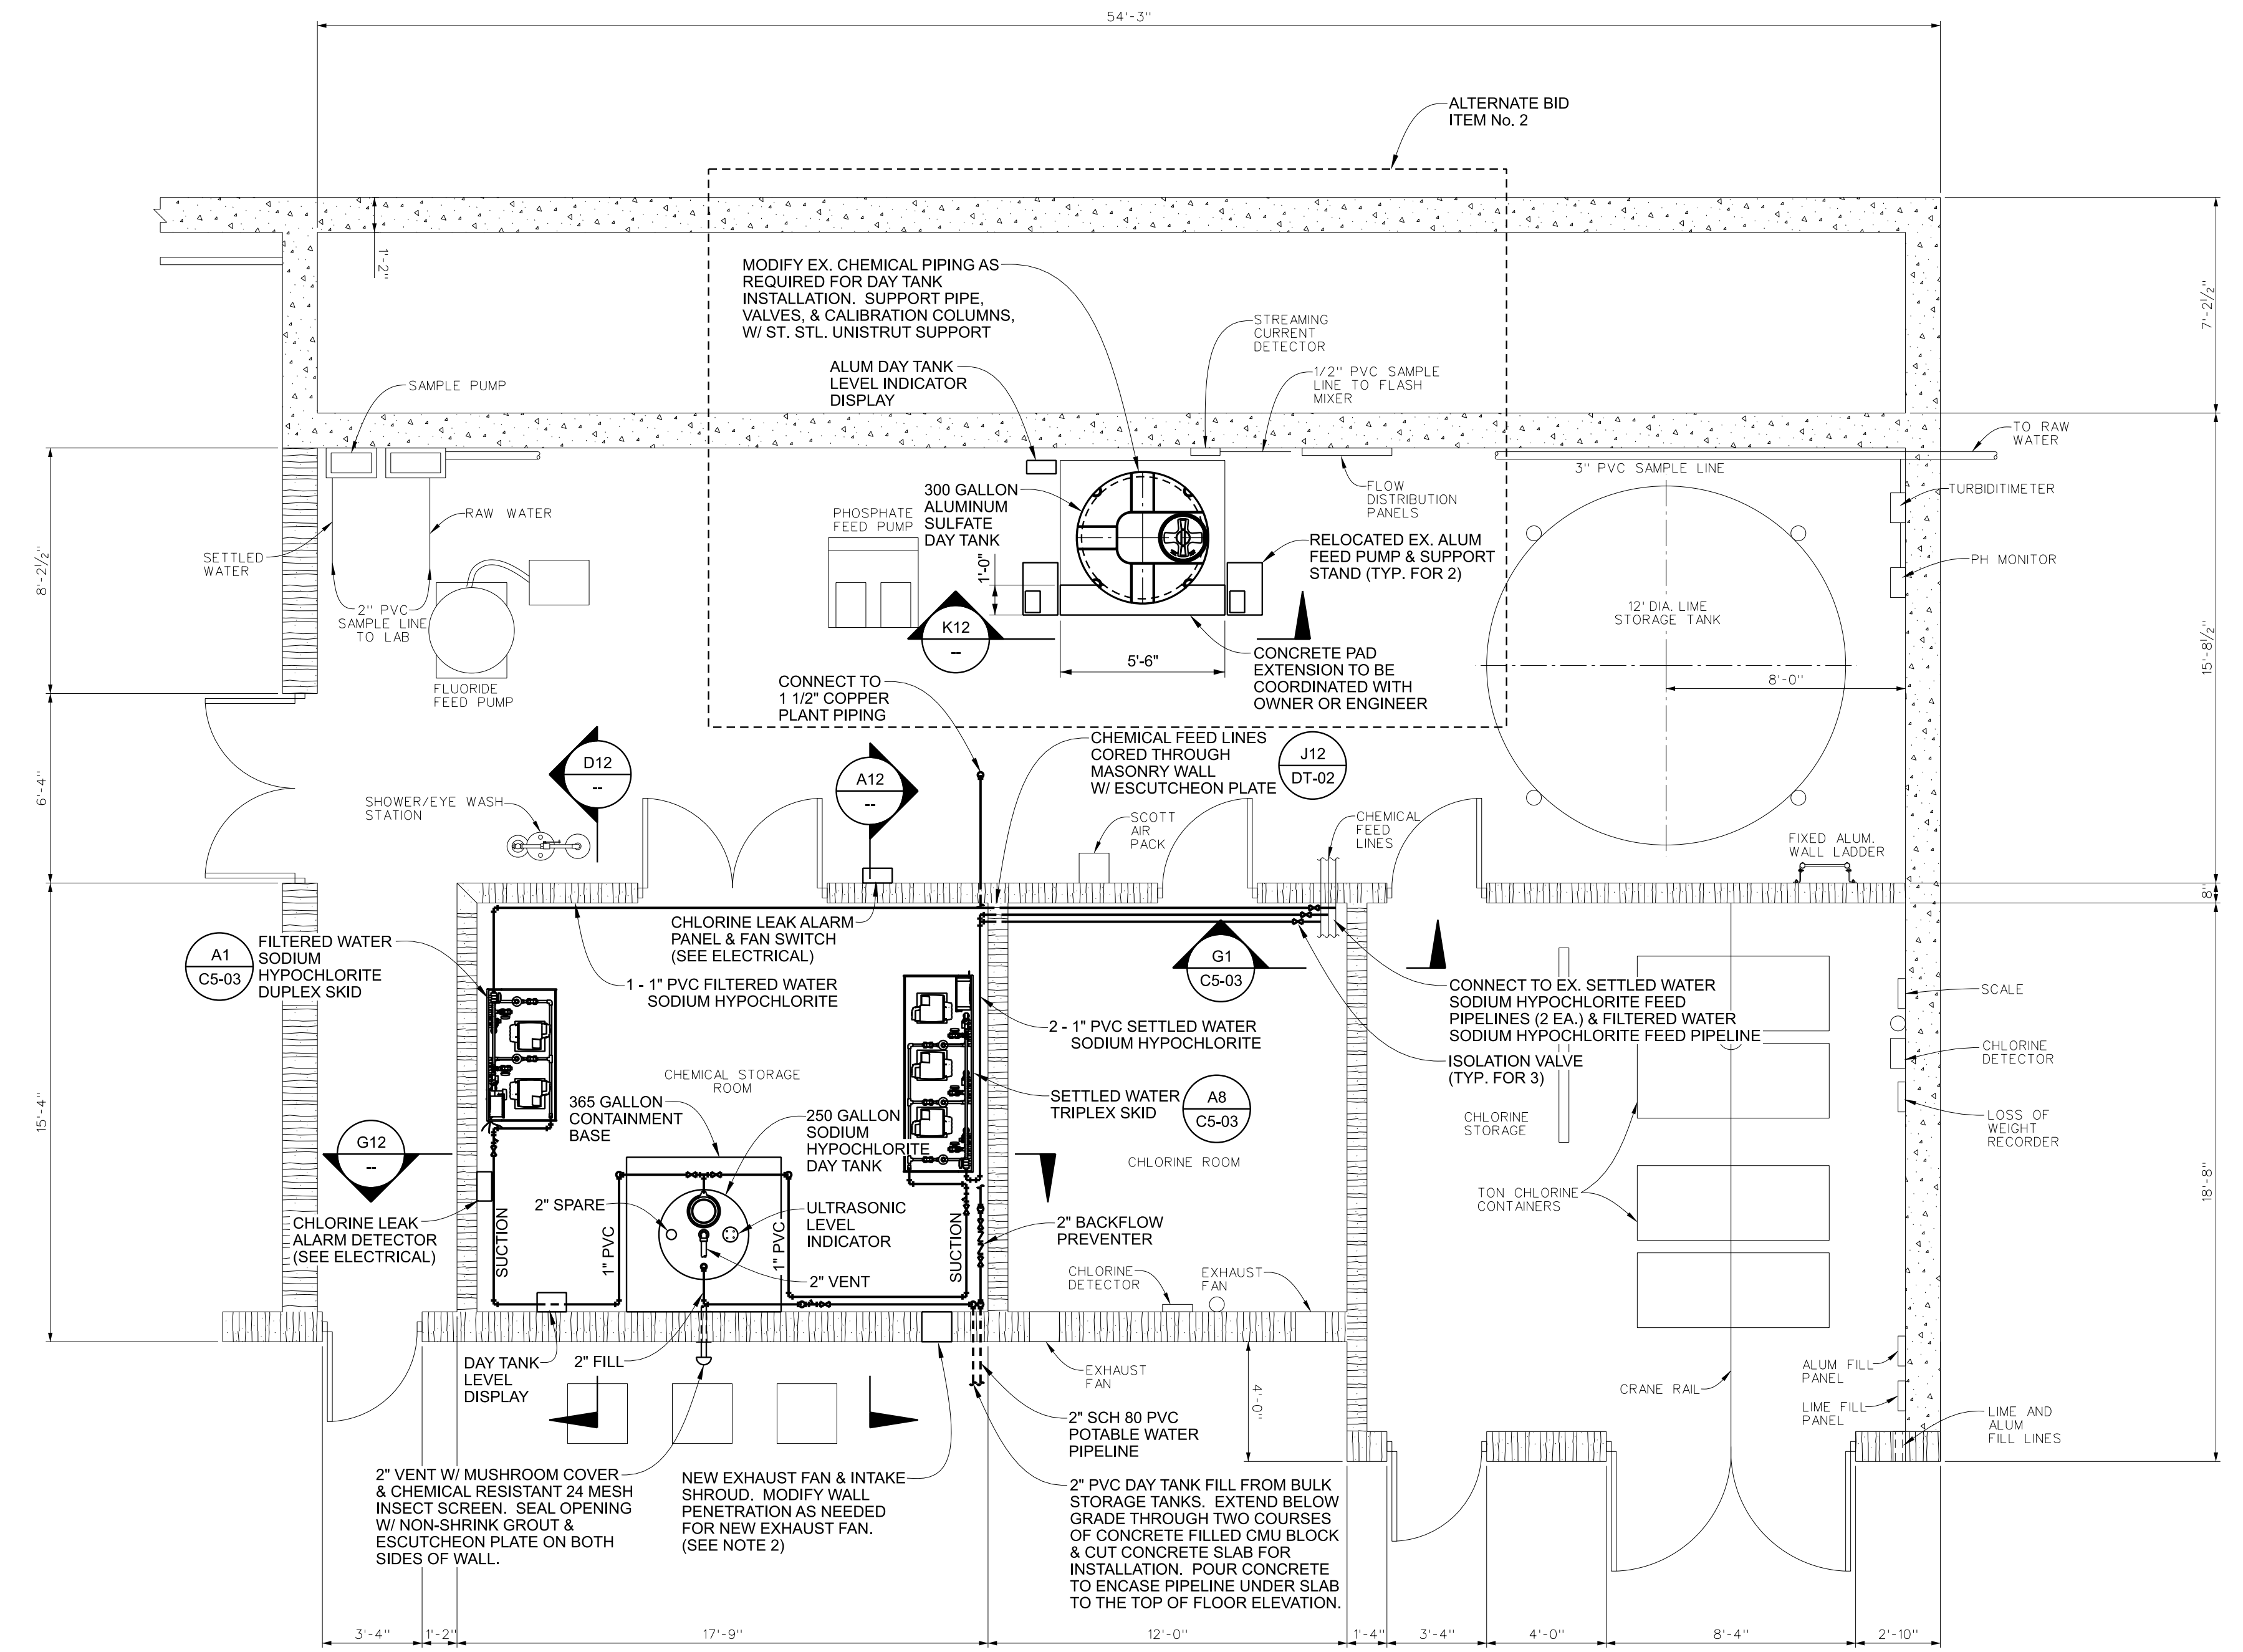 54'-3"
ALTERNATE BID
ITEM No. 2
1'-2"
7'-2 1/2"
MODIFY EX. CHEMICAL PIPING AS
REQUIRED FOR DAY TANK
INSTALLATION. SUPPORT PIPE,
VALVES, & CALIBRATION COLUMNS,
W/ ST. STL. UNISTRUT SUPPORT
STREAMING
CURRENT
DETECTOR
ALUM DAY TANK
LEVEL INDICATOR
DISPLAY
1/2" PVC SAMPLE
LINE TO FLASH
MIXER
SAMPLE PUMP
TO RAW
WATER
3" PVC SAMPLE LINE
FLOW
DISTRIBUTION
PANELS
TURBIDITIMETER
300 GALLON
ALUMINUM
SULFATE
DAY TANK
PHOSPHATE
FEED PUMP
RAW WATER
SETTLED
WATER
RELOCATED EX. ALUM
FEED PUMP & SUPPORT
STAND (TYP. FOR 2)
PH MONITOR
1'-0"
8'-2 1/2"
15'-8 1/2"
2" PVC
SAMPLE LINE
TO LAB
12' DIA. LIME
STORAGE TANK
K12
--
5'-6"
CONCRETE PAD
EXTENSION TO BE
COORDINATED WITH
OWNER OR ENGINEER
8'-0"
FLUORIDE
FEED PUMP
CONNECT TO
1 1/2" COPPER
PLANT PIPING
CHEMICAL FEED LINES
CORED THROUGH
MASONRY WALL
W/ ESCUTCHEON PLATE
J12
DT-02
D12
--
A12
--
6'-4"
SHOWER/EYE WASH
STATION
SCOTT
AIR
PACK
CHEMICAL
FEED
LINES
FIXED ALUM.
WALL LADDER
8"
CHLORINE LEAK ALARM
PANEL & FAN SWITCH
(SEE ELECTRICAL)
A1
C5-03
FILTERED WATER
SODIUM
HYPOCHLORITE
DUPLEX SKID
G1
C5-03
1 - 1" PVC FILTERED WATER
SODIUM HYPOCHLORITE
CONNECT TO EX. SETTLED WATER
SODIUM HYPOCHLORITE FEED
PIPELINES (2 EA.) & FILTERED WATER
SODIUM HYPOCHLORITE FEED PIPELINE
SCALE
2 - 1" PVC SETTLED WATER
SODIUM HYPOCHLORITE
CHLORINE
DETECTOR
ISOLATION VALVE
(TYP. FOR 3)
CHEMICAL STORAGE
ROOM
SETTLED WATER
TRIPLEX SKID
A8
C5-03
365 GALLON
CONTAINMENT
BASE
250 GALLON
SODIUM
HYPOCHLORITE
DAY TANK
CHLORINE
STORAGE
LOSS OF
WEIGHT
RECORDER
15'-4"
G12
--
CHLORINE ROOM
18'-8"
TON CHLORINE
CONTAINERS
2" SPARE
ULTRASONIC
LEVEL
INDICATOR
CHLORINE LEAK
ALARM DETECTOR
(SEE ELECTRICAL)
SUCTION
1" PVC
1" PVC
SUCTION
2" BACKFLOW
PREVENTER
2" VENT
CHLORINE
DETECTOR
EXHAUST
FAN
DAY TANK
LEVEL
DISPLAY
2" FILL
EXHAUST
FAN
4'-0"
CRANE RAIL
ALUM FILL
PANEL
LIME FILL
PANEL
LIME AND
ALUM
FILL LINES
2" SCH 80 PVC
POTABLE WATER
PIPELINE
2" VENT W/ MUSHROOM COVER
& CHEMICAL RESISTANT 24 MESH
INSECT SCREEN. SEAL OPENING
W/ NON-SHRINK GROUT &
ESCUTCHEON PLATE ON BOTH
SIDES OF WALL.
NEW EXHAUST FAN & INTAKE
SHROUD. MODIFY WALL
PENETRATION AS NEEDED
FOR NEW EXHAUST FAN.
(SEE NOTE 2)
2" PVC DAY TANK FILL FROM BULK
STORAGE TANKS. EXTEND BELOW
GRADE THROUGH TWO COURSES
OF CONCRETE FILLED CMU BLOCK
& CUT CONCRETE SLAB FOR
INSTALLATION. POUR CONCRETE
TO ENCASE PIPELINE UNDER SLAB
TO THE TOP OF FLOOR ELEVATION.
3'-4"
1'-2"
17'-9"
12'-0"
1'-4"
3'-4"
4'-0"
8'-4"
2'-10"